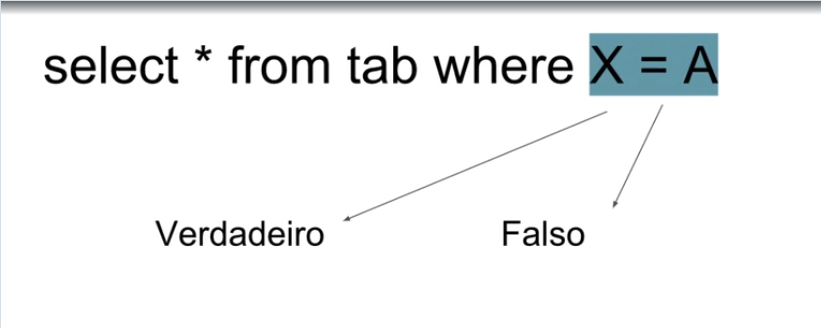 select * from tab where X = A
Verdadeiro Falso